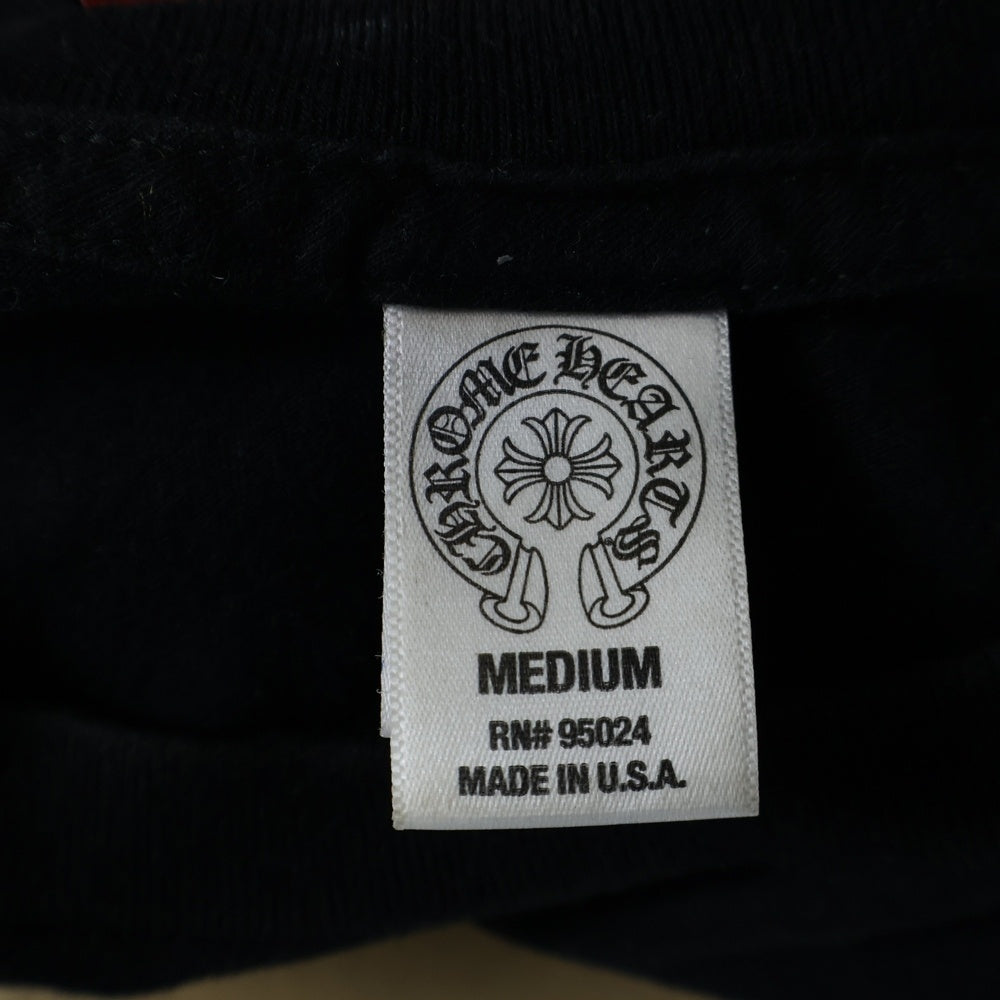 CHROME HEARTS
MEDIUM
RN# 95024
MADE IN U.S.A.